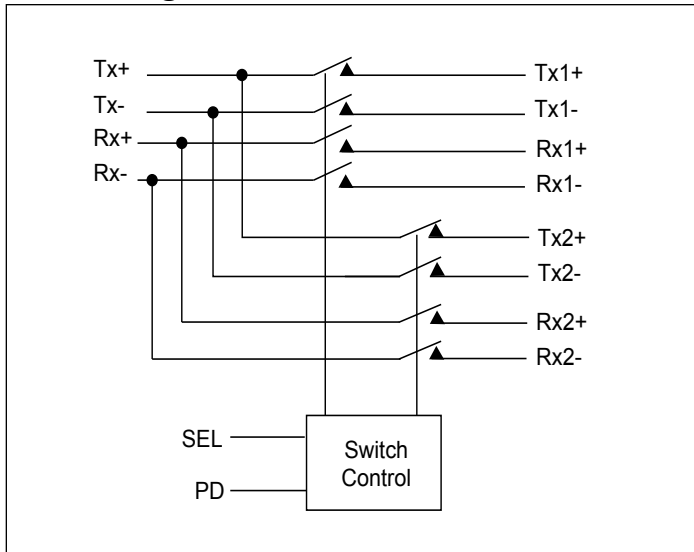 Tx+
Tx-
Rx+
Rx-
Tx1+
Tx1-
Rx1+
Rx1-
Tx2+
Tx2-
Rx2+
Rx2-
SEL
PD
Switch
Control